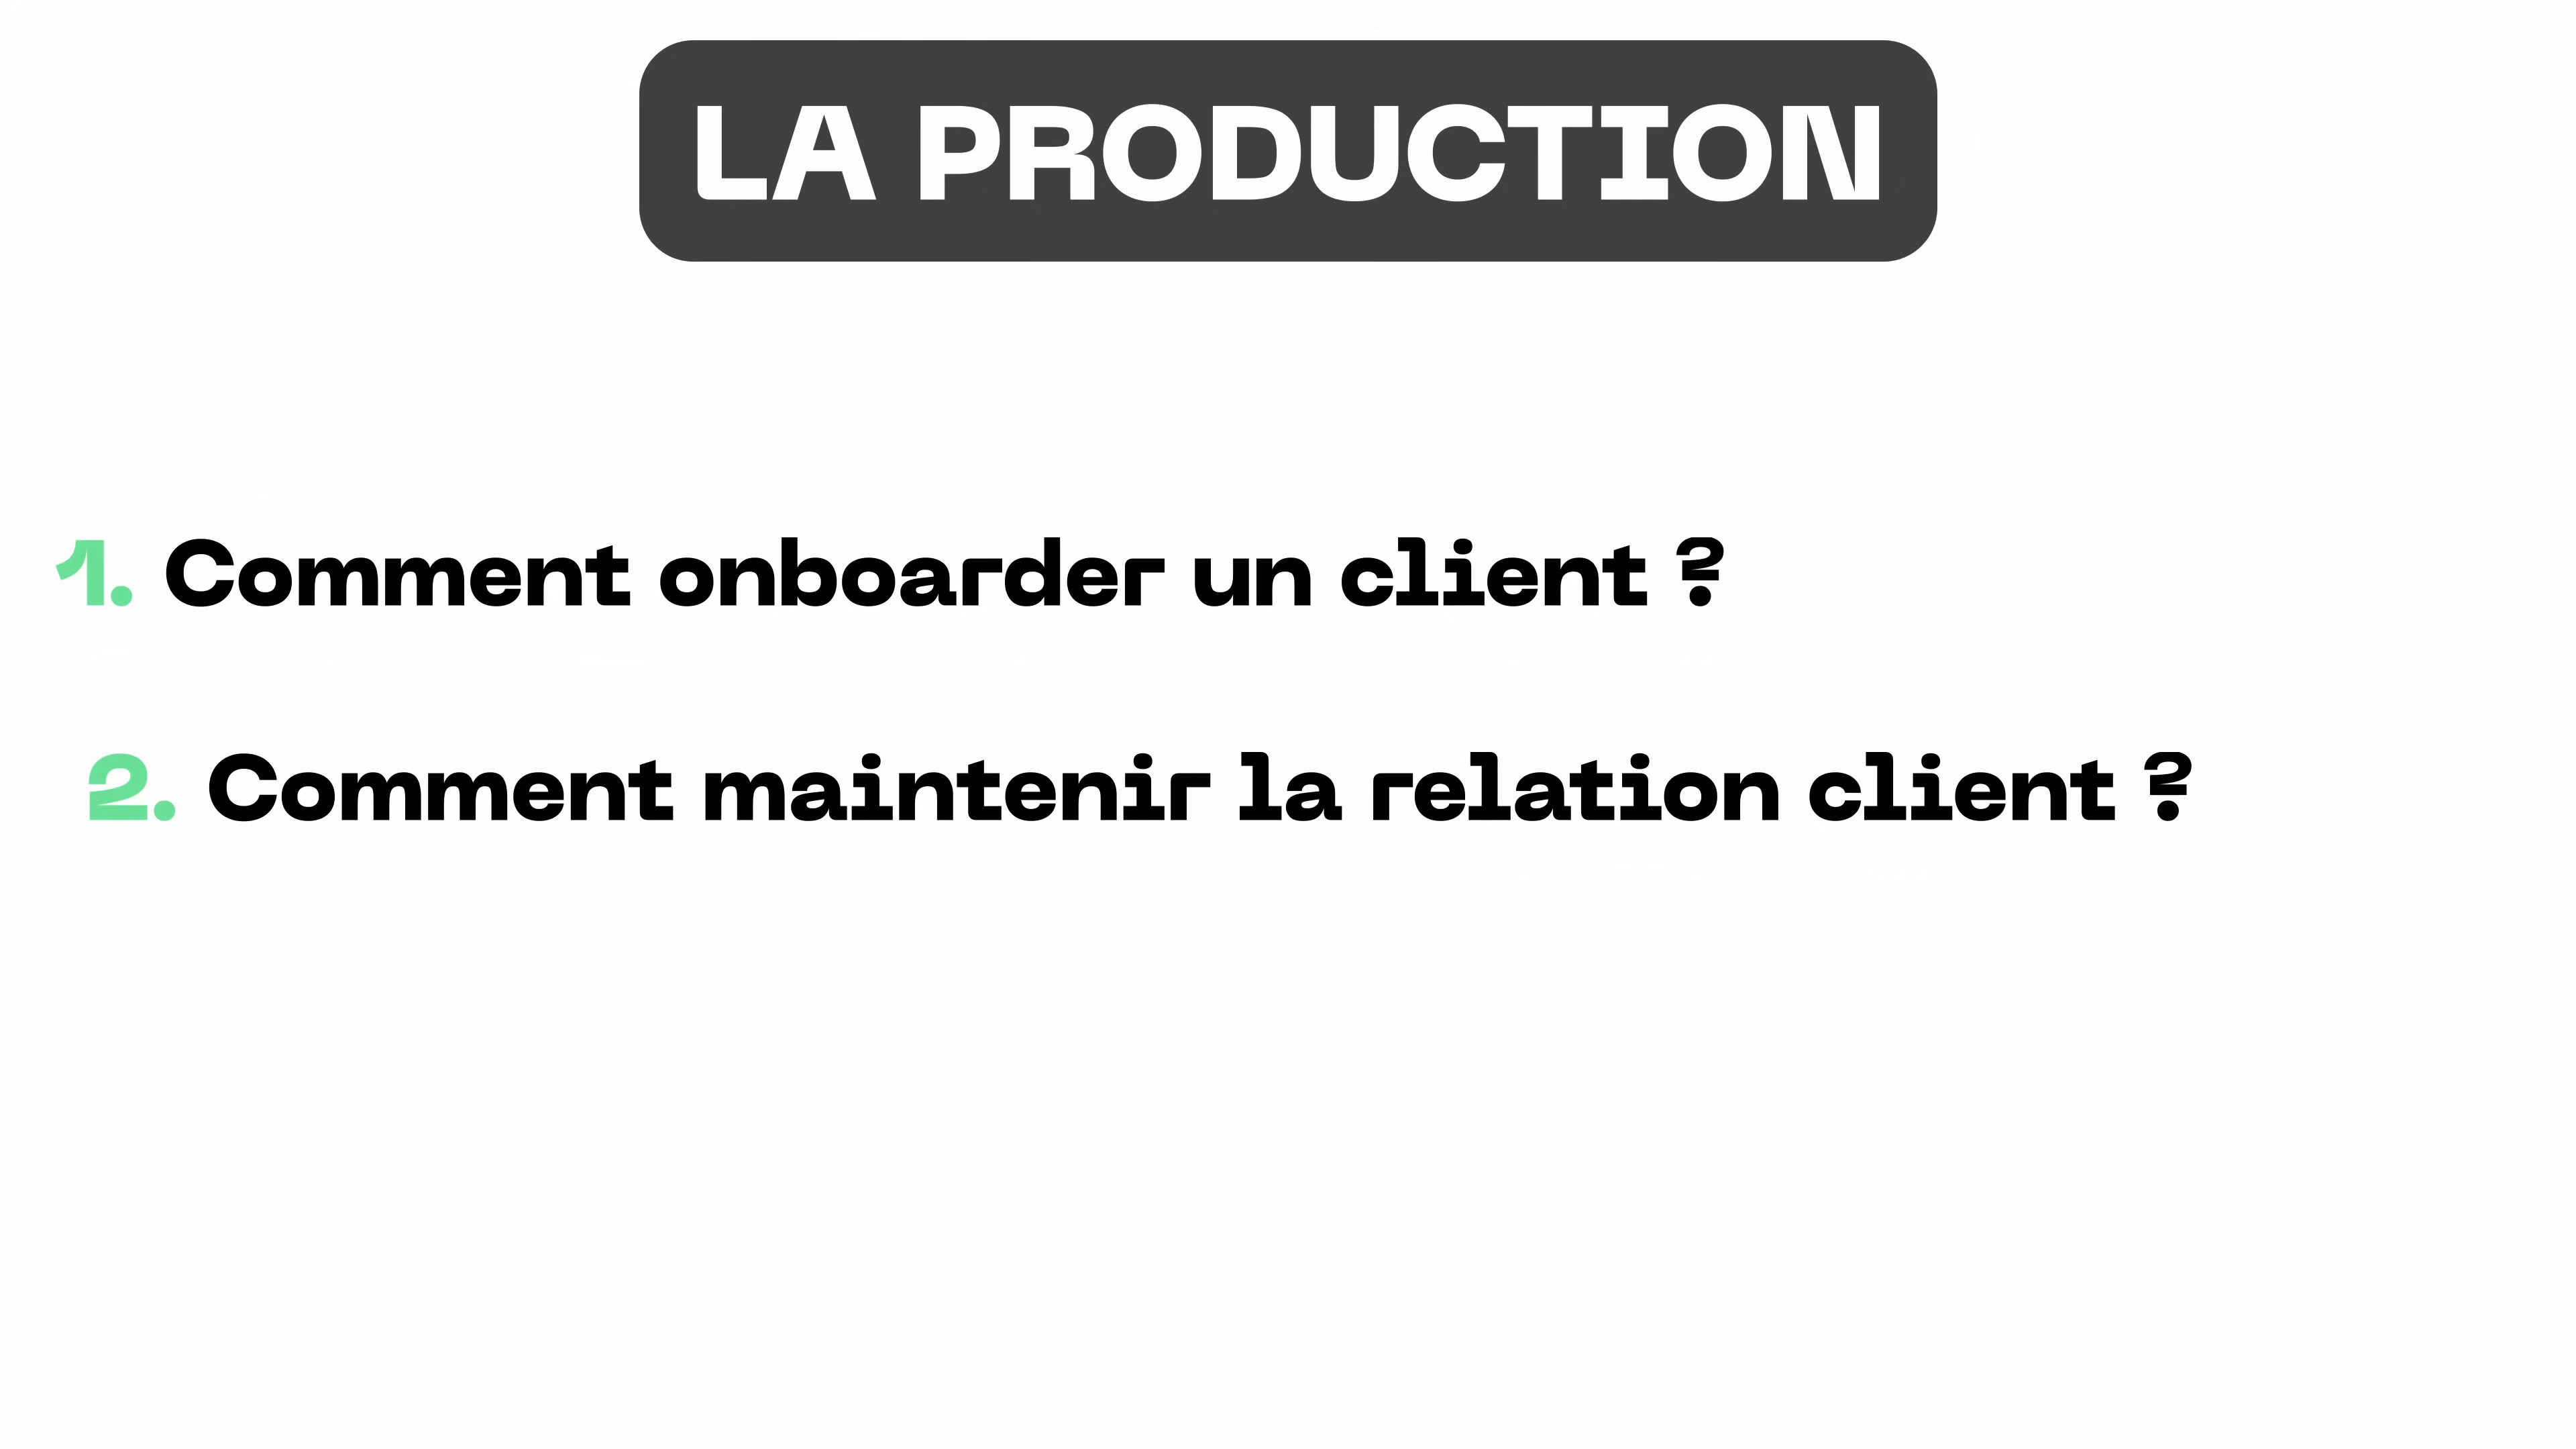 LA PRODUCTION
1. Comment onboarder un client ?
2. Comment maintenir la relation client ?